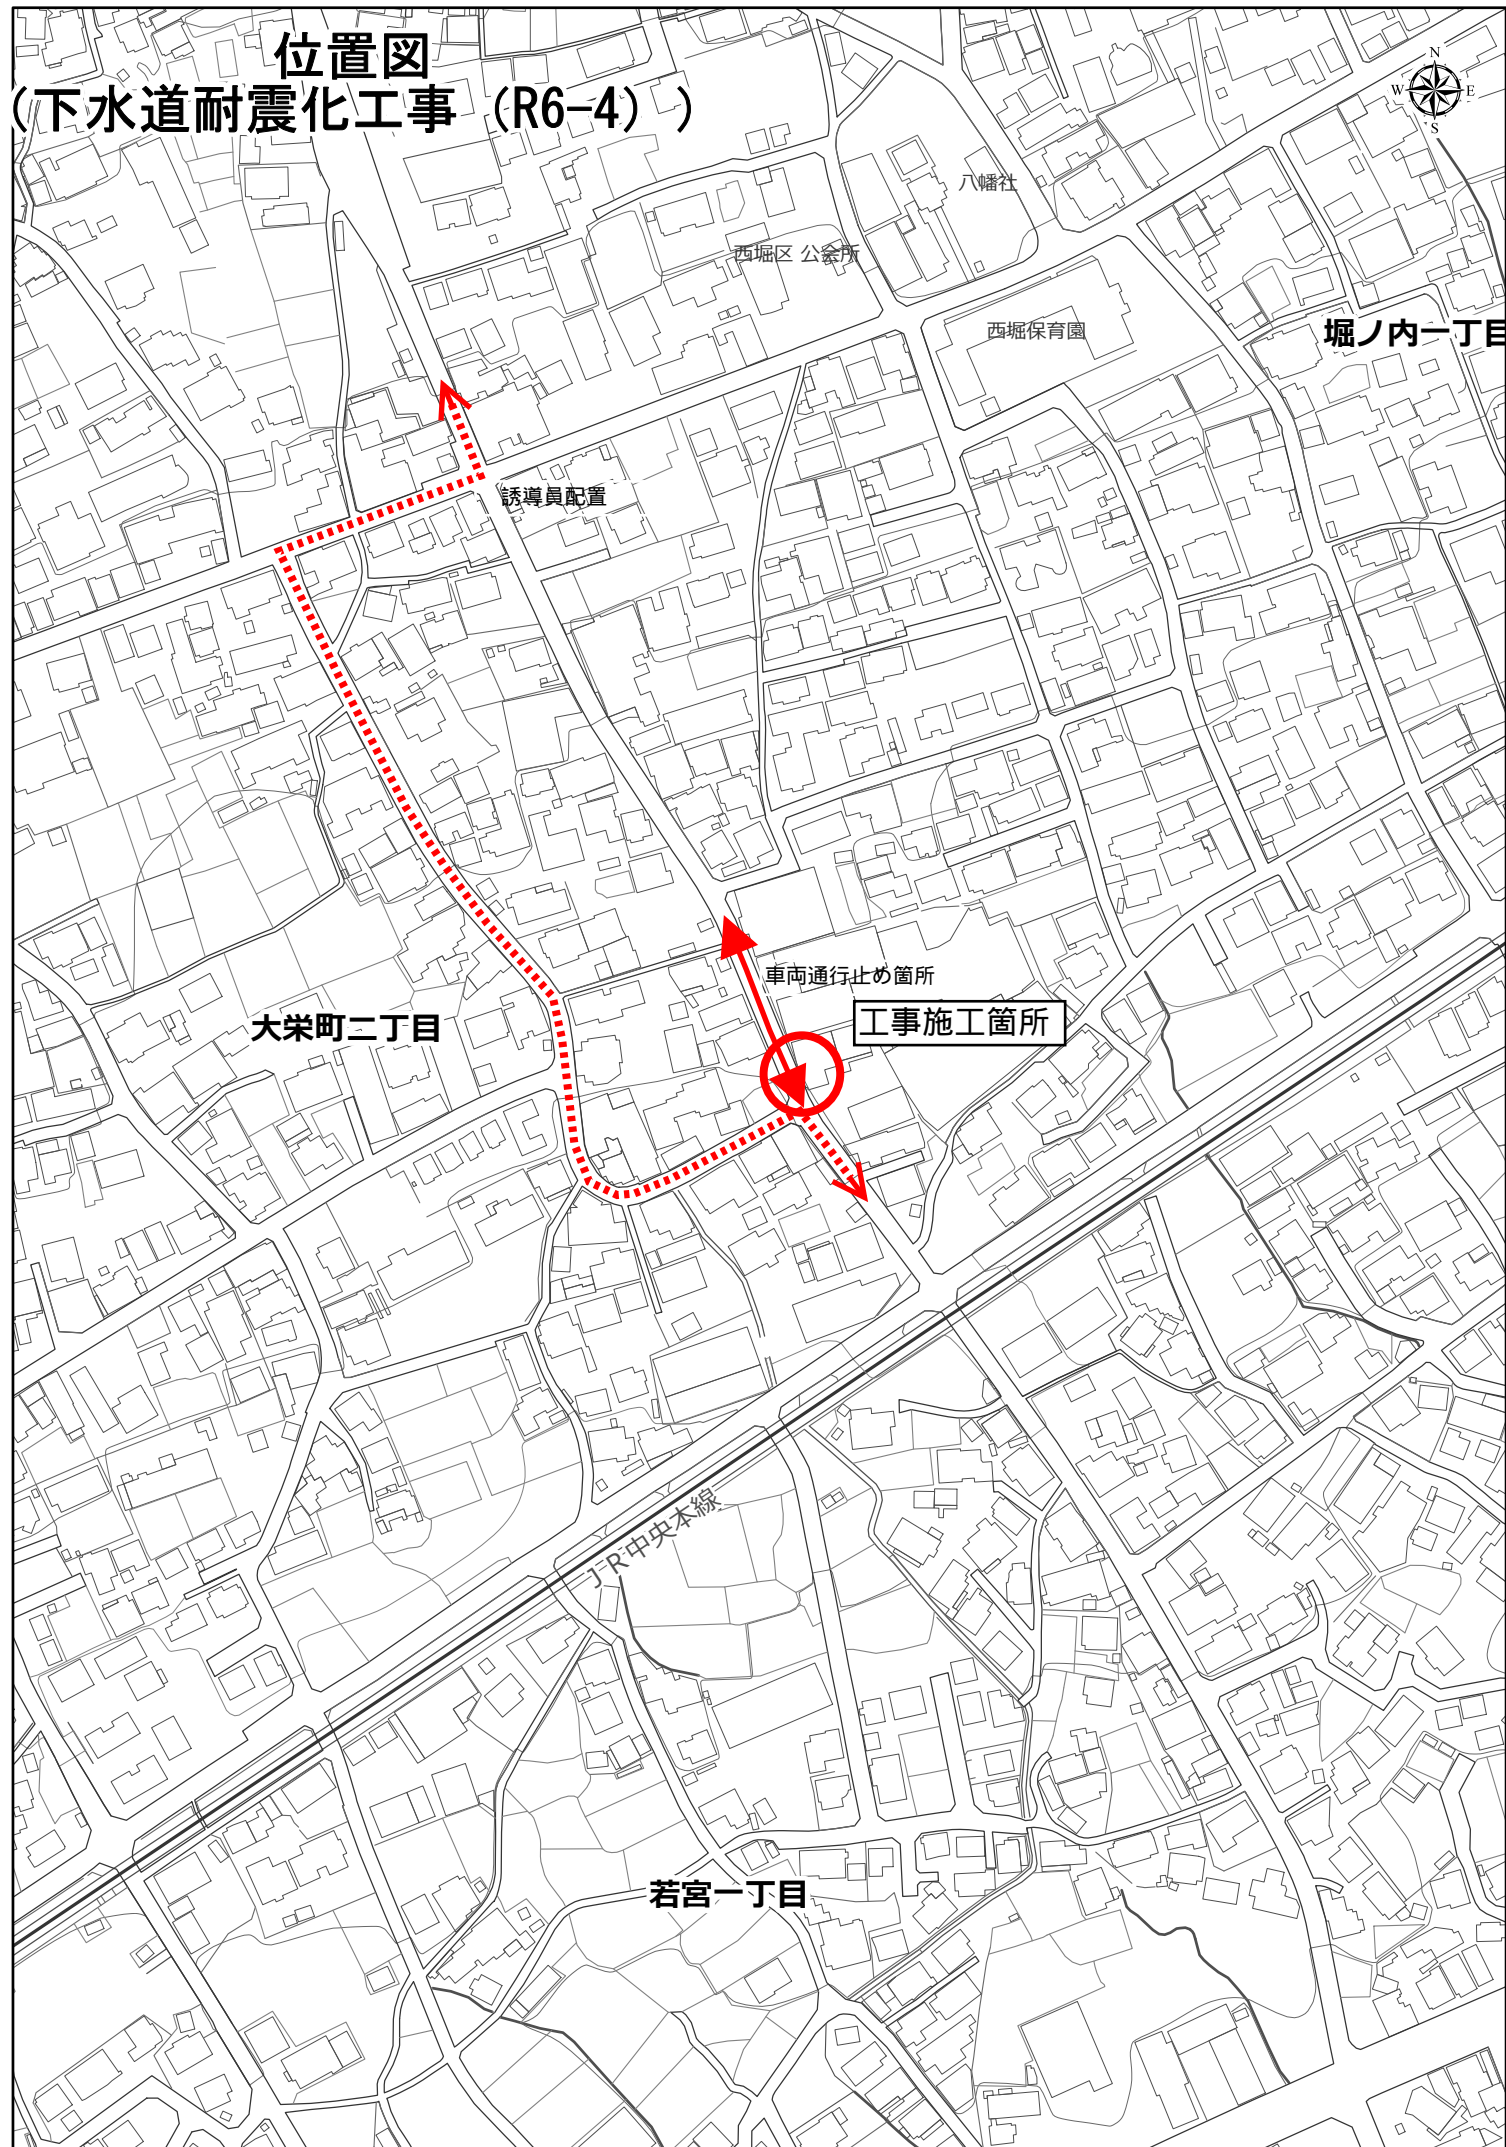 位置図
(下水道耐震化工事（R6-4）)
N
W
E
S
八幡社
西堀区 公会所
西堀保育園
堀ノ内一丁目
誘導員配置
車両通行止め箇所
工事施工箇所
大栄町二丁目
JR中央本線
若宮一丁目